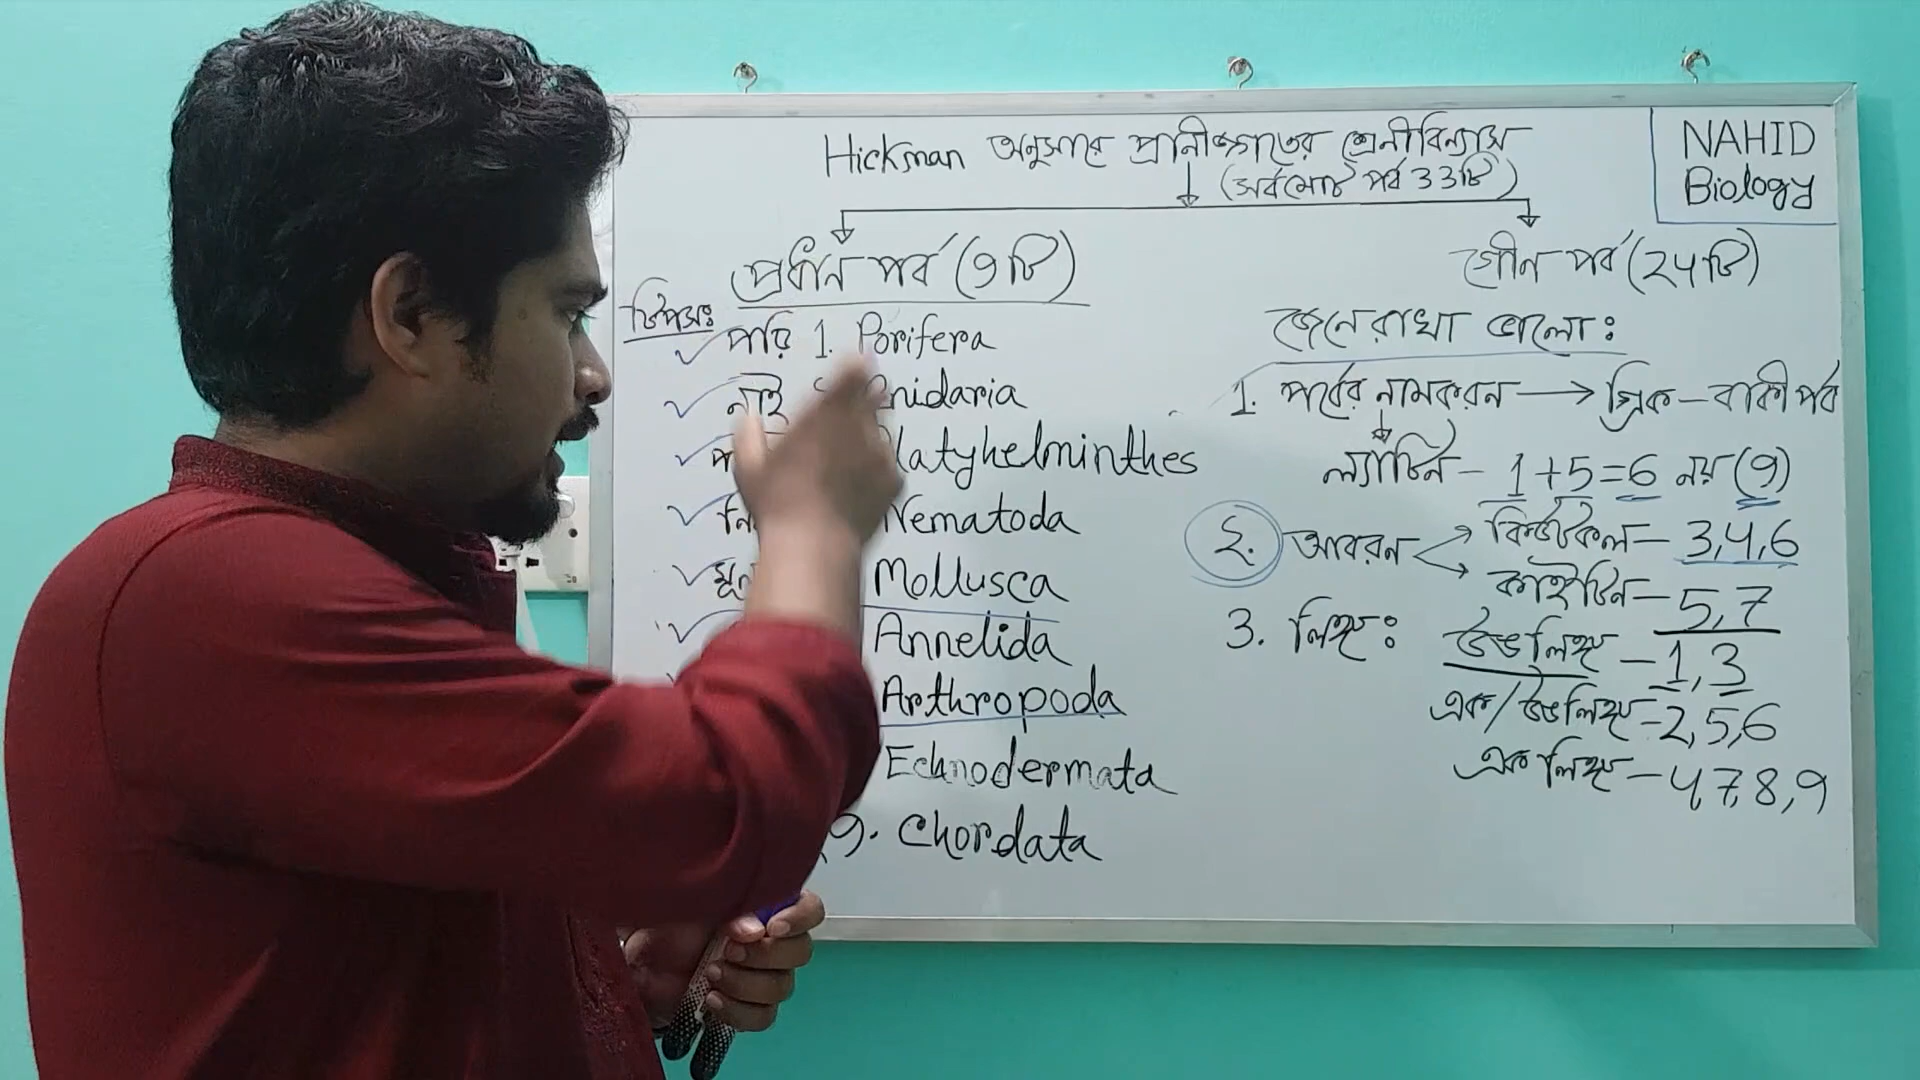 Hickman অনুসারে প্রানীজগতের শ্রেনীবিন্যাস
(সর্বমোট পর্ব 33টি)
NAHID
Biology
প্রধান পর্ব (9টি)
টিপসঃ
পরি 1. Porifera
নাই Cnidaria
Platyhelminthes
নি Nematoda
মু Mollusca
Annelida
Arthropoda
Echnodermata
9. Chordata
গৌন পর্ব (24টি)
জেনে রাখা ভালো ঃ
1. পর্বের নামকরন → গ্রিক - বাকী পর্ব
ল্যাটিন - 1+5=6 নয় (9)
2. আবরন কিউটিকল - 3,4,6
কাইটিন - 5,7
3. লিঙ্গ ঃ উভলিঙ্গ - 1,3
এক/উভলিঙ্গ - 2,5,6
একলিঙ্গ - 4,7,8,9